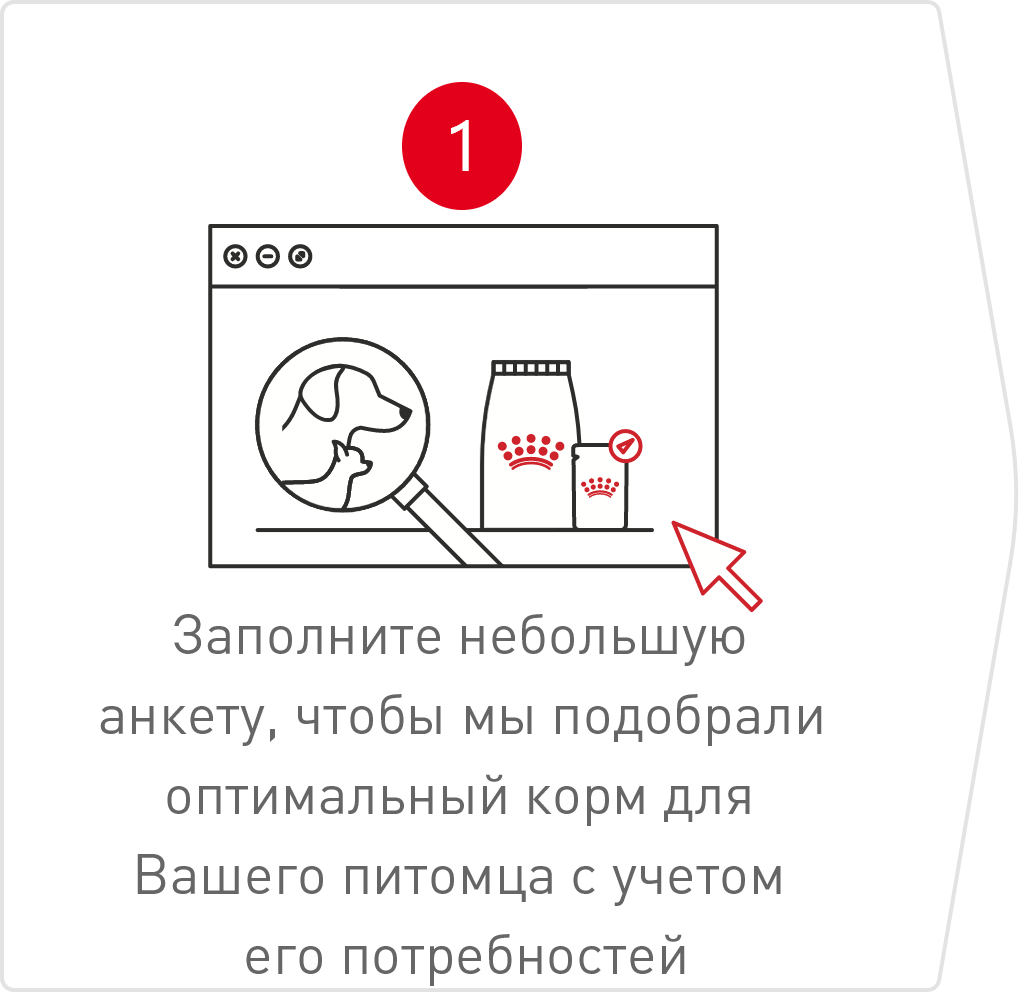 1
Заполните небольшую
анкету, чтобы мы подобрали
оптимальный корм для
Вашего питомца с учетом
его потребностей